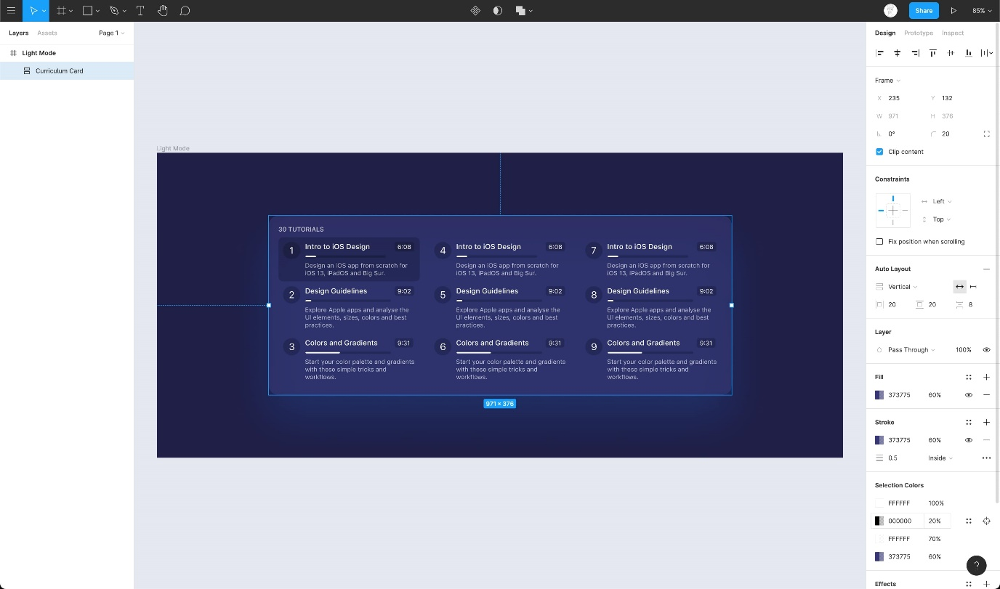 Share
85%
Layers
Assets
Page 1
Light Mode
Curriculum Card
Light Mode
30 TUTORIALS
1
Intro to iOS Design
6:08
Design an iOS app from scratch for
iOS 13, iPadOS and Big Sur.
2
Design Guidelines
9:02
Explore Apple apps and analyse the
UI elements, sizes, colors and best
practices.
3
Colors and Gradients
9:31
Start your color palette and gradients
with these simple tricks and
workflows.
4
Intro to iOS Design
6:08
Design an iOS app from scratch for
iOS 13, iPadOS and Big Sur.
5
Design Guidelines
9:02
Explore Apple apps and analyse the
UI elements, sizes, colors and best
practices.
6
Colors and Gradients
9:31
Start your color palette and gradients
with these simple tricks and
workflows.
7
Intro to iOS Design
6:08
Design an iOS app from scratch for
iOS 13, iPadOS and Big Sur.
8
Design Guidelines
9:02
Explore Apple apps and analyse the
UI elements, sizes, colors and best
practices.
9
Colors and Gradients
9:31
Start your color palette and gradients
with these simple tricks and
workflows.
971 × 376
Design
Prototype
Inspect
Frame
X 235 Y 132
W 971 H 376
0° 20
Clip content
Constraints
Left
Top
Fix position when scrolling
Auto Layout
Vertical
20 20 8
Layer
Pass Through 100%
Fill
373775 60%
Stroke
373775 60%
0.5 Inside
Selection Colors
FFFFFF 100%
000000 20%
FFFFFF 70%
373775 60%
?
Effects